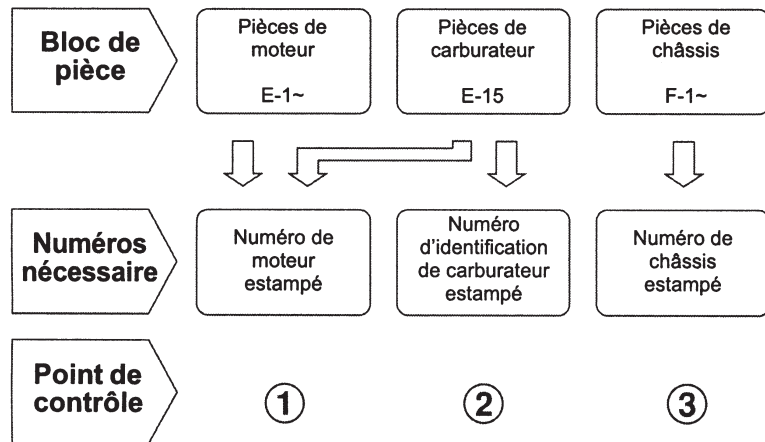 Bloc de
pièce
Pièces de
moteur
E-1~
Pièces de
carburateur
E-15
Pièces de
châssis
F-1~
Numéros
nécessaire
Numéro de
moteur
estampé
Numéro
d'identification
de carburateur
estampé
Numéro de
châssis
estampé
Point de
contrôle
1
2
3